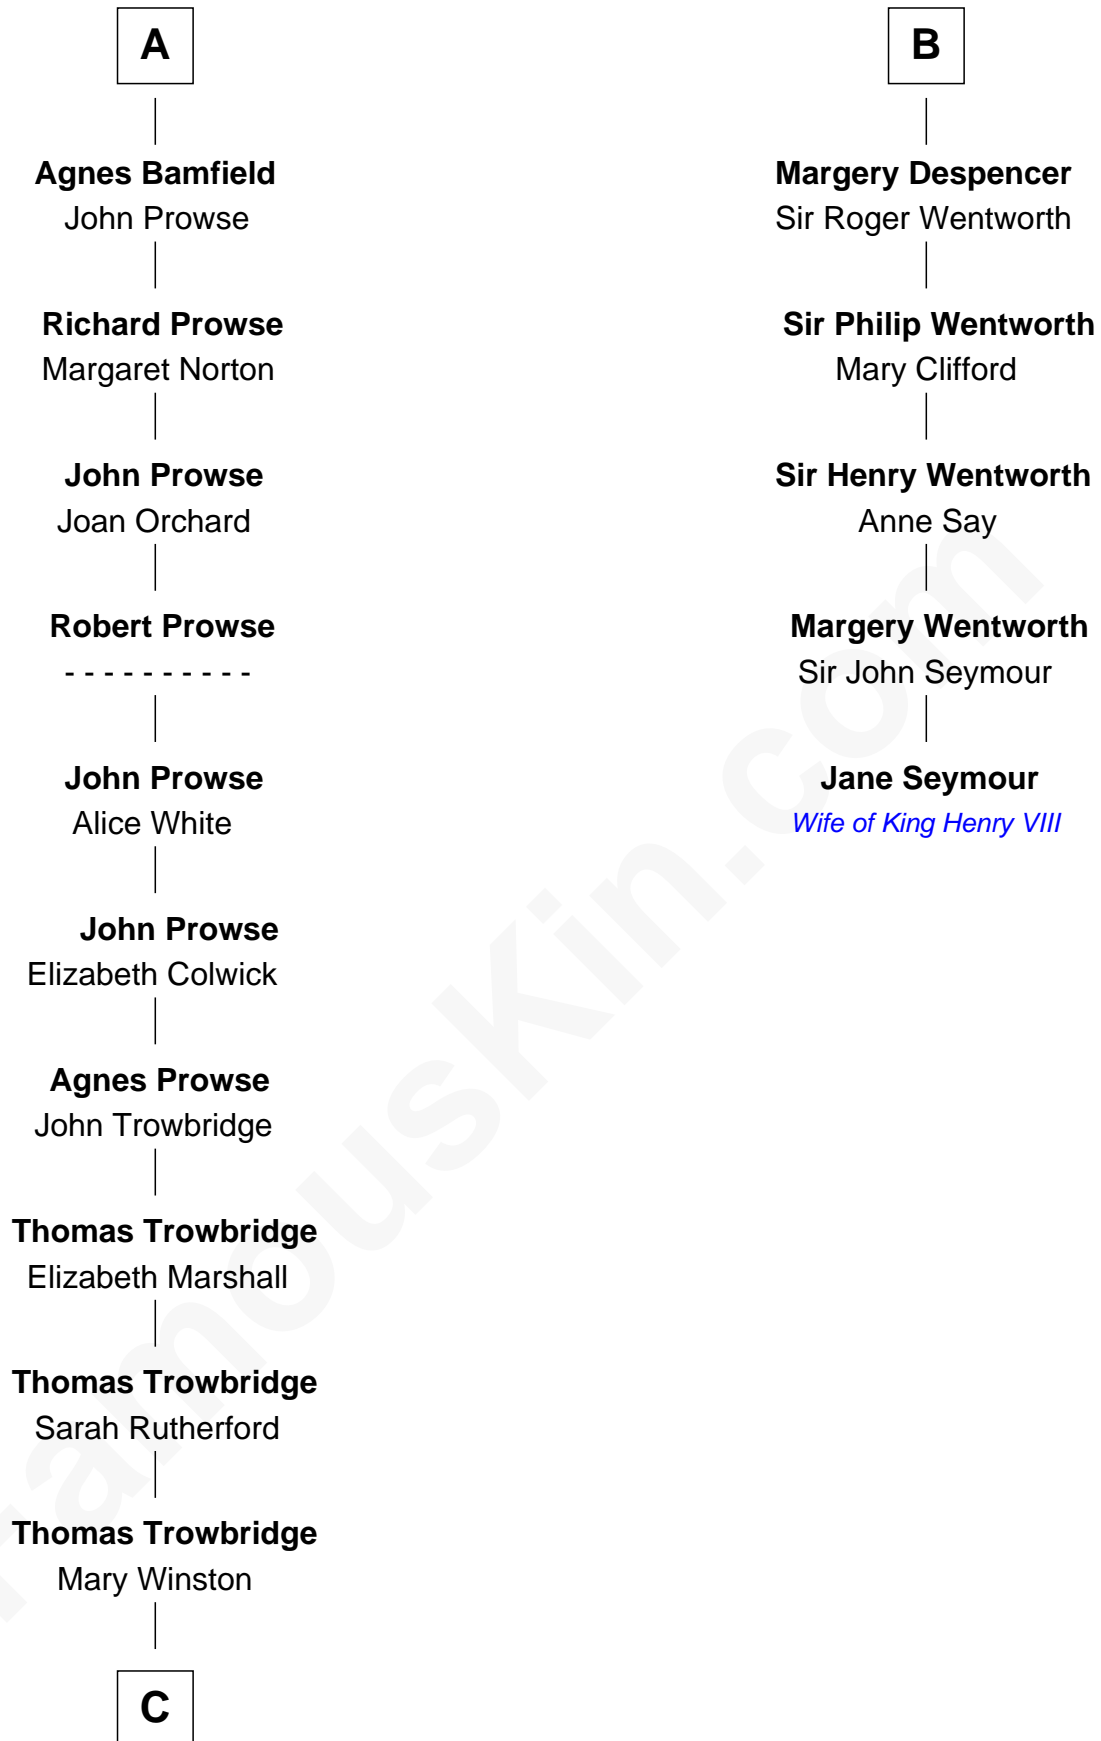 A
Agnes Bamfield
John Prowse
Richard Prowse
Margaret Norton
John Prowse
Joan Orchard
Robert Prowse
- - - - - - - - - -
John Prowse
Alice White
John Prowse
Elizabeth Colwick
Agnes Prowse
John Trowbridge
Thomas Trowbridge
Elizabeth Marshall
Thomas Trowbridge
Sarah Rutherford
Thomas Trowbridge
Mary Winston
C
B
Margery Despencer
Sir Roger Wentworth
Sir Philip Wentworth
Mary Clifford
Sir Henry Wentworth
Anne Say
Margery Wentworth
Sir John Seymour
Jane Seymour
Wife of King Henry VIII
FamousKin.com